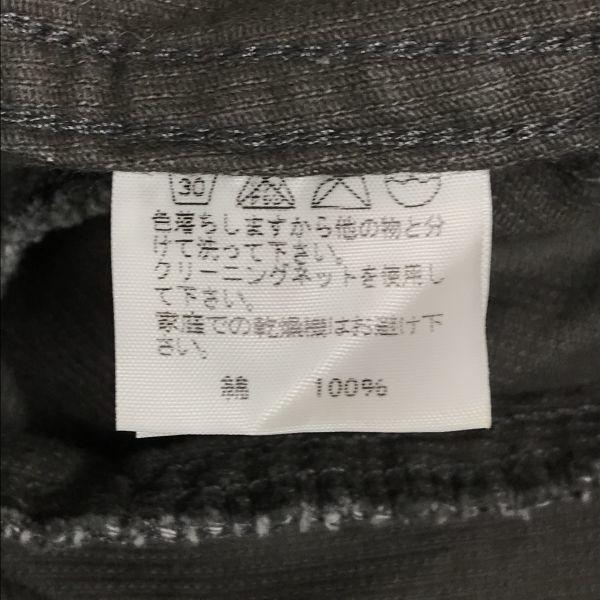 30
色落ちしますから他の物と分
けて洗って下さい。
クリーニングネットを使用し
て下さい。
家庭での乾燥機はお避け下
さい。
綿 100%